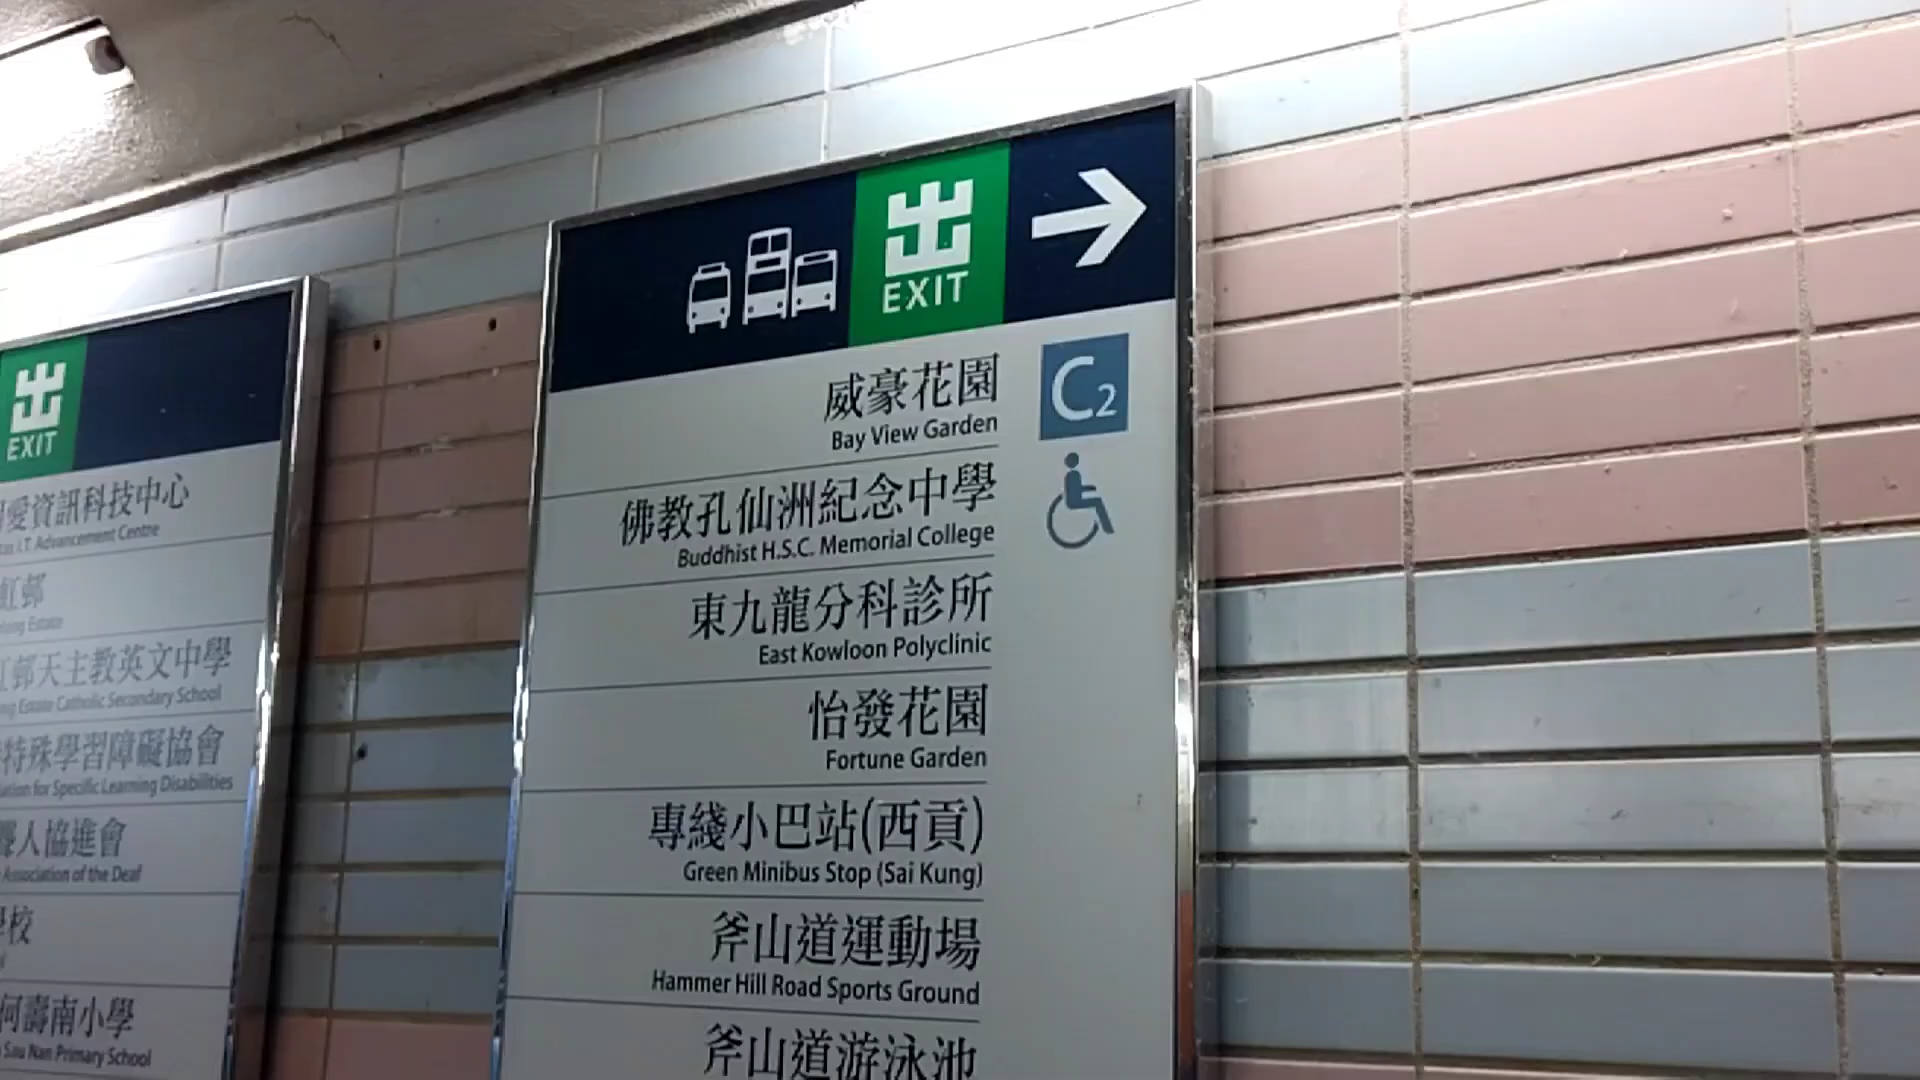 出
EXIT
愛資訊科技中心
I.T. Advancement Centre
虹邨
Estate
邨天主教英文中學
Estate Catholic Secondary School
特殊學習障礙協會
for Specific Learning Disabilities
人協進會
Association of the Deaf
學校
何壽南小學
Sau Nan Primary School
出
EXIT
威豪花園
Bay View Garden
C2
佛教孔仙洲紀念中學
Buddhist H.S.C. Memorial College
東九龍分科診所
East Kowloon Polyclinic
怡發花園
Fortune Garden
專綫小巴站(西貢)
Green Minibus Stop (Sai Kung)
斧山道運動場
Hammer Hill Road Sports Ground
斧山道游泳池